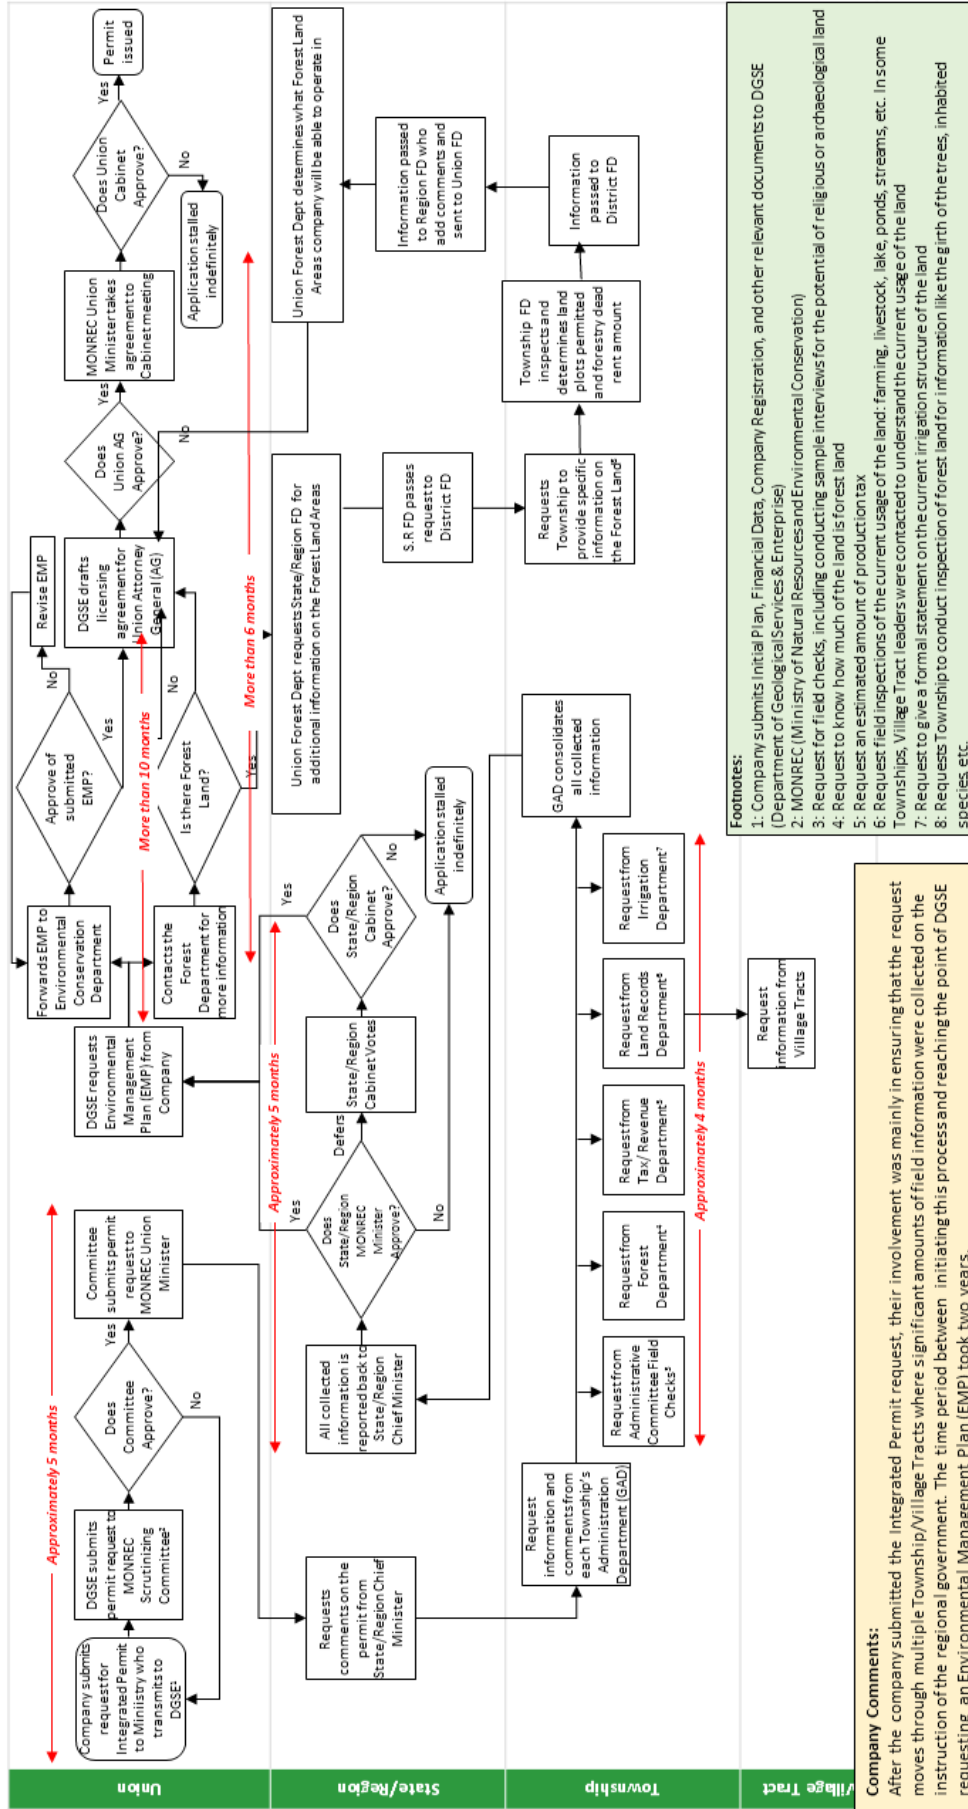 Union
Approximately 5 months
Company submits
request for
Integrated Permit
to Miniistry who
transmits to
DGSE¹
DGSE submits
permit request to
MONREC
Scrutinizing
Committee²
Does
Committee
Approve?
Yes
No
Committee
submits permit
request to
MONREC Union
Minister
DGSE requests
Environmental
Management
Plan (EMP) from
Company
Forwards EMP to
Environmental
Conservation
Department
Approve of
submitted
EMP?
No
Yes
Revise EMP
More than 10 months
Contacts the
Forest
Department for
more information
Is there Forest
Land?
No
Yes
DGSE drafts
licensing
agreement for
Union Attorney
General (AG)
Does
Union AG
Approve?
Yes
No
MONREC Union
Minister takes
agreement to
Cabinet meeting
Does Union
Cabinet
Approve?
Yes
No
Permit
issued
Application stalled
indefinitely
More than 6 months
State/Region
Requests
comments on the
permit from
State/Region Chief
Minister
Approximately 5 months
All collected
information is
reported back to
State/Region
Chief Minister
Does
State/Region
MONREC
Minister
Approve?
Yes
Defers
No
State/Region
Cabinet Votes
Does
State/Region
Cabinet
Approve?
Yes
No
Application stalled
indefinitely
Union Forest Dept requests State/Region FD for
additional information on the Forest Land Areas
S.R FD passes
request to
District FD
Union Forest Dept determines what Forest Land
Areas company will be able to operate in
Information passed
to Region FD who
add comments and
sent to Union FD
Township
Request
information and
comments from
each Township's
Administration
Department (GAD)
Request from
Administrative
Committee Field
Checks³
Request from
Forest
Department⁴
Request from
Tax/ Revenue
Department⁵
Request from
Land Records
Department⁶
Request from
Irrigation
Department⁷
Approximately 4 months
GAD consolidates
all collected
information
Requests
Township to
provide specific
information on
the Forest Land⁸
Township FD
inspects and
determines land
plots permitted
and forestry dead
rent amount
Information
passed to
District FD
Village Tract
Request
information from
Village Tracts
Company Comments:
After the company submitted the Integrated Permit request, their involvement was mainly in ensuring that the request
moves through multiple Township/Village Tracts where significant amounts of field information were collected on the
instruction of the regional government. The time period between initiating this process and reaching the point of DGSE
requesting an Environmental Management Plan (EMP) took two years.
Footnotes:
1: Company submits Initial Plan, Financial Data, Company Registration, and other relevant documents to DGSE
(Department of Geological Services & Enterprise)
2: MONREC (Ministry of Natural Resources and Environmental Conservation)
3: Request for field checks, including conducting sample interviews for the potential of religious or archaeological land
4: Request to know how much of the land is forest land
5: Requests an estimated amount of production tax
6: Request field inspections of the current usage of the land: farming, livestock, lake, ponds, streams, etc. In some
Townships, Village Tract leaders were contacted to understand the current usage of the land
7: Request to give a formal statement on the current irrigation structure of the land
8: Requests Township to conduct inspection of forest land for information like the girth of the trees, inhabited
species etc.